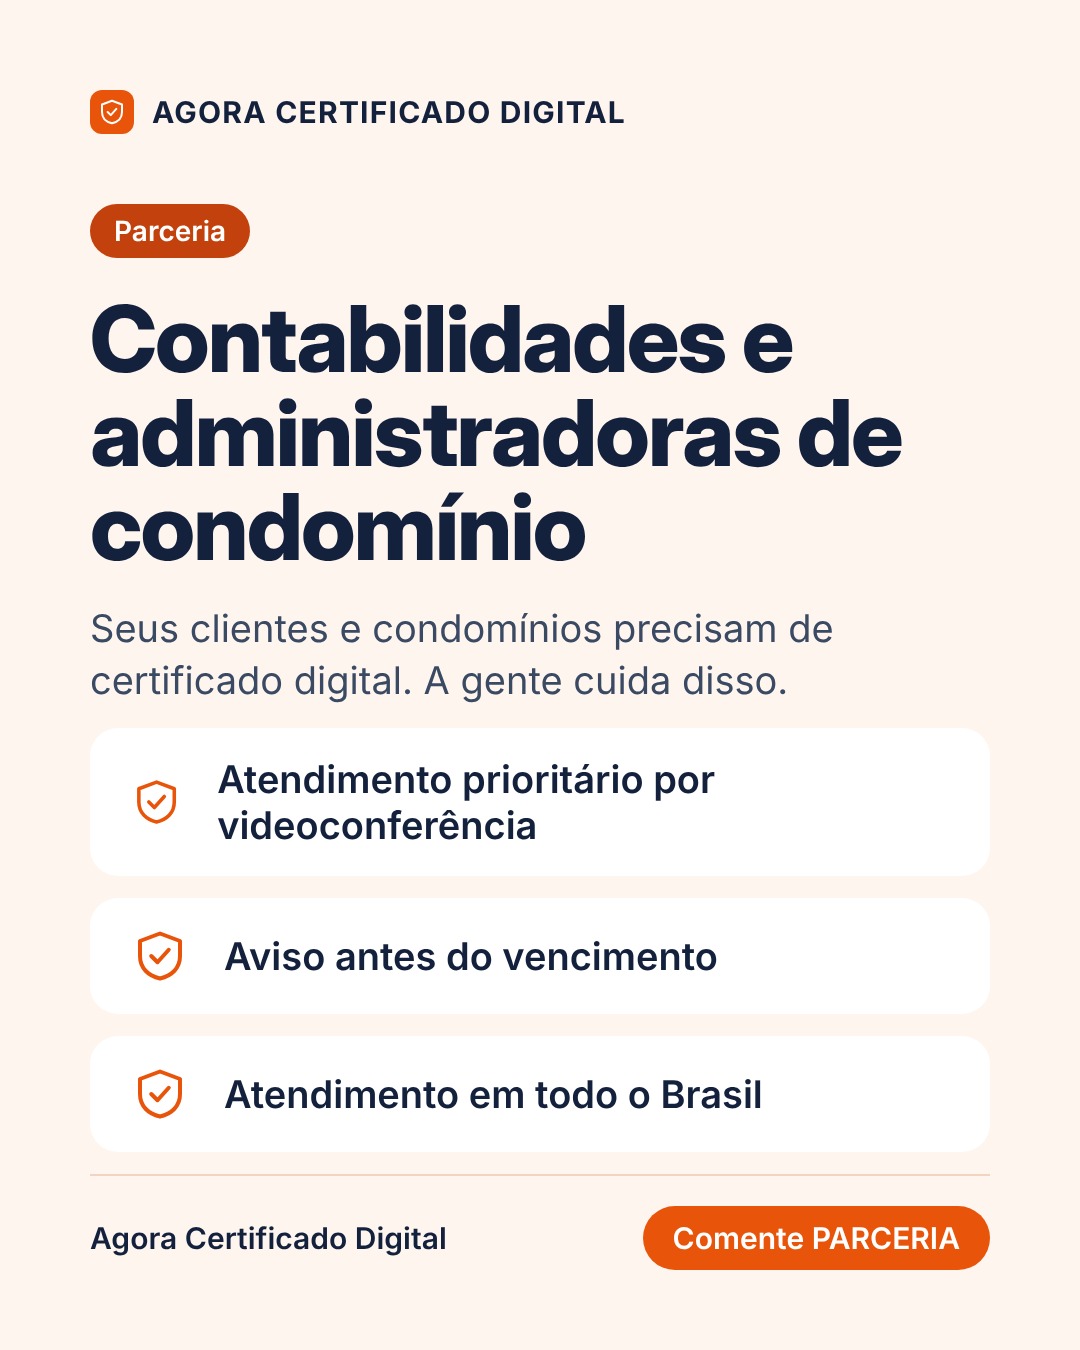 AGORA CERTIFICADO DIGITAL
Parceria
Contabilidades e
administradoras de
condomínio
Seus clientes e condomínios precisam de
certificado digital. A gente cuida disso.
Atendimento prioritário por
videoconferência
Aviso antes do vencimento
Atendimento em todo o Brasil
Agora Certificado Digital
Comente PARCERIA